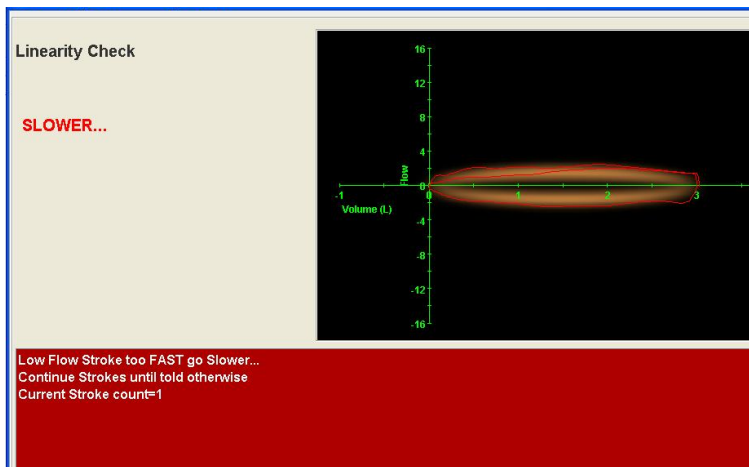 Linearity Check
SLOWER...
16
12
8
4
Flow
-1
0
1
2
3
Volume (L)
-4
-8
-12
-16
Low Flow Stroke too FAST go Slower...
Continue Strokes until told otherwise
Current Stroke count=1